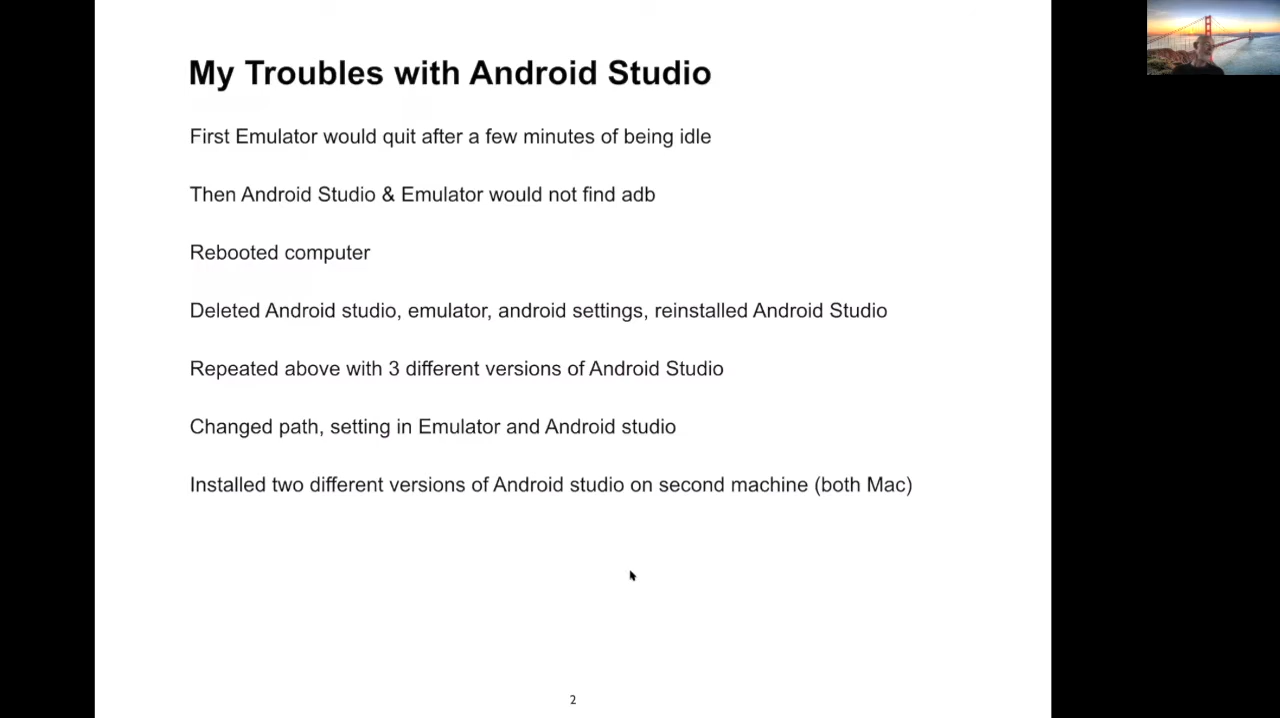 My Troubles with Android Studio
First Emulator would quit after a few minutes of being idle
Then Android Studio & Emulator would not find adb
Rebooted computer
Deleted Android studio, emulator, android settings, reinstalled Android Studio
Repeated above with 3 different versions of Android Studio
Changed path, setting in Emulator and Android studio
Installed two different versions of Android studio on second machine (both Mac)
2